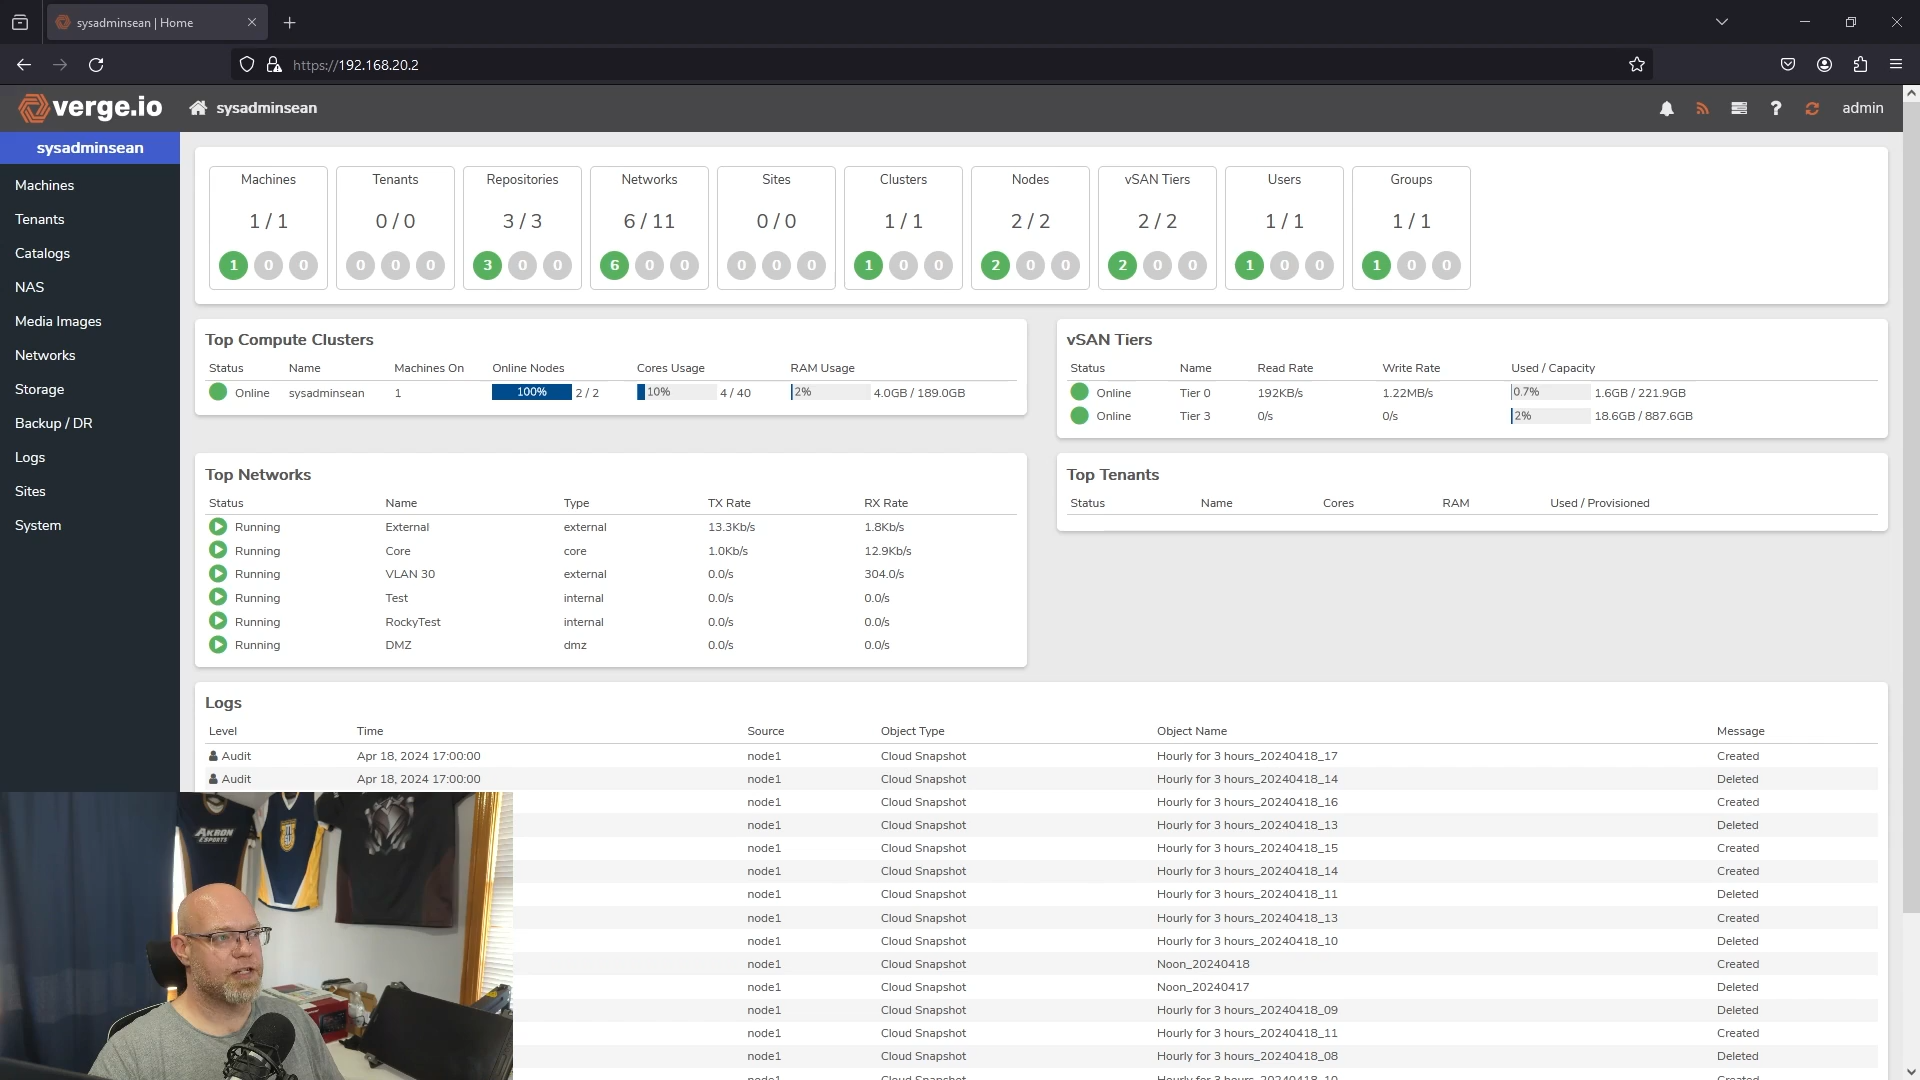 sysadminsean | Home
https://192.168.20.2
verge.io
sysadminsean
admin
sysadminsean
Machines
Tenants
Catalogs
NAS
Media Images
Networks
Storage
Backup / DR
Logs
Sites
System
Machines Tenants Repositories Networks Sites Clusters Nodes vSAN Tiers Users Groups
1 / 1 0 / 0 3 / 3 6 / 11 0 / 0 1 / 1 2 / 2 2 / 2 1 / 1 1 / 1
1 0 0 0 0 0 3 0 0 6 0 0 0 0 0 1 0 0 2 0 0 2 0 0 1 0 0 1 0 0
Top Compute Clusters
Status Name Machines On Online Nodes Cores Usage RAM Usage
Online sysadminsean 1 100% 2 / 2 10% 4 / 40 2% 4.0GB / 189.0GB
vSAN Tiers
Status Name Read Rate Write Rate Used / Capacity
Online Tier 0 192KB/s 1.22MB/s 0.7% 1.6GB / 221.9GB
Online Tier 3 0/s 0/s 2% 18.6GB / 887.6GB
Top Networks
Status Name Type TX Rate RX Rate
Running External external 13.3Kb/s 1.8Kb/s
Running Core core 1.0Kb/s 12.9Kb/s
Running VLAN 30 external 0.0/s 304.0/s
Running Test internal 0.0/s 0.0/s
Running RockyTest internal 0.0/s 0.0/s
Running DMZ dmz 0.0/s 0.0/s
Top Tenants
Status Name Cores RAM Used / Provisioned
Logs
Level Time Source Object Type Object Name Message
Audit Apr 18, 2024 17:00:00 node1 Cloud Snapshot Hourly for 3 hours_20240418_17 Created
Audit Apr 18, 2024 17:00:00 node1 Cloud Snapshot Hourly for 3 hours_20240418_14 Deleted
node1 Cloud Snapshot Hourly for 3 hours_20240418_16 Created
node1 Cloud Snapshot Hourly for 3 hours_20240418_13 Deleted
node1 Cloud Snapshot Hourly for 3 hours_20240418_15 Created
node1 Cloud Snapshot Hourly for 3 hours_20240418_14 Created
node1 Cloud Snapshot Hourly for 3 hours_20240418_11 Deleted
node1 Cloud Snapshot Hourly for 3 hours_20240418_13 Created
node1 Cloud Snapshot Hourly for 3 hours_20240418_10 Deleted
node1 Cloud Snapshot Noon_20240418 Created
node1 Cloud Snapshot Noon_20240417 Deleted
node1 Cloud Snapshot Hourly for 3 hours_20240418_09 Deleted
node1 Cloud Snapshot Hourly for 3 hours_20240418_11 Created
node1 Cloud Snapshot Hourly for 3 hours_20240418_08 Deleted
node1 Cloud Snapshot Hourly for 3 hours_20240418_10 Created
AKRON
ESPORTS